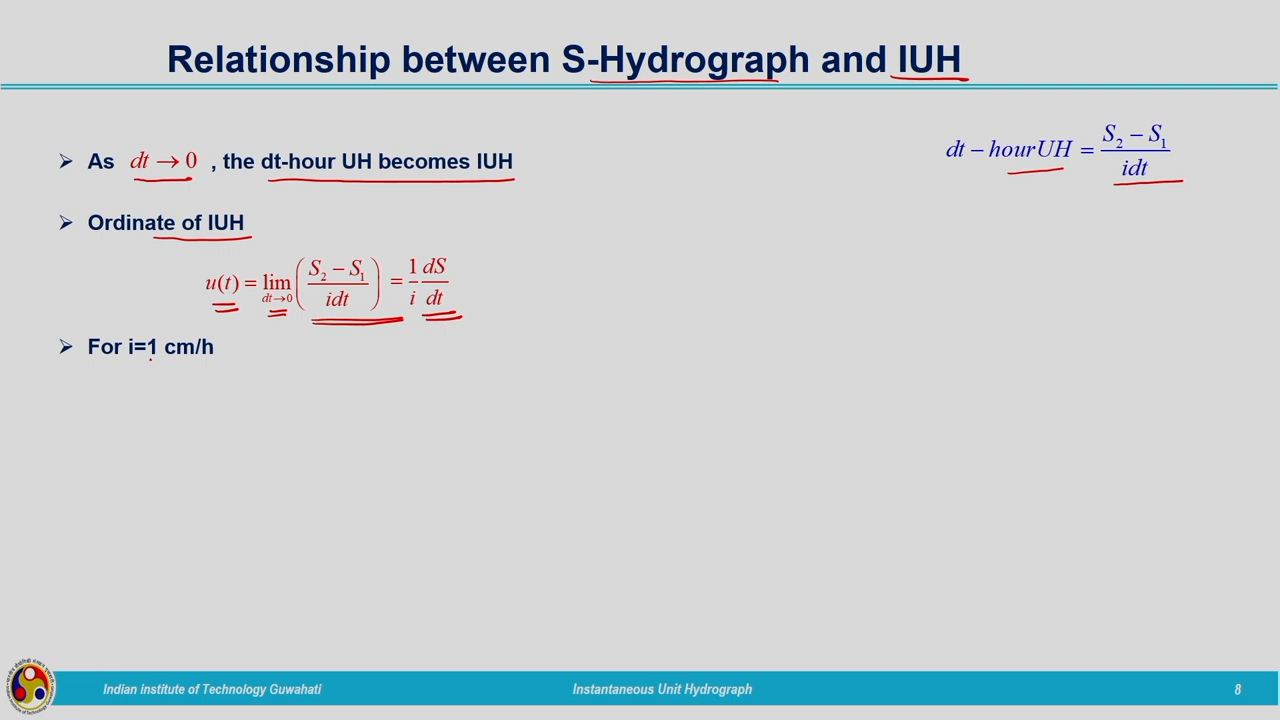 Relationship between S-Hydrograph and IUH
➢ As dt → 0 , the dt-hour UH becomes IUH
dt − hourUH = (S₂ − S₁) / idt
➢ Ordinate of IUH
u(t) = lim dt→0 ((S₂ − S₁) / idt) = (1/i) (dS/dt)
➢ For i=1 cm/h
Indian institute of Technology Guwahati
Instantaneous Unit Hydrograph
8